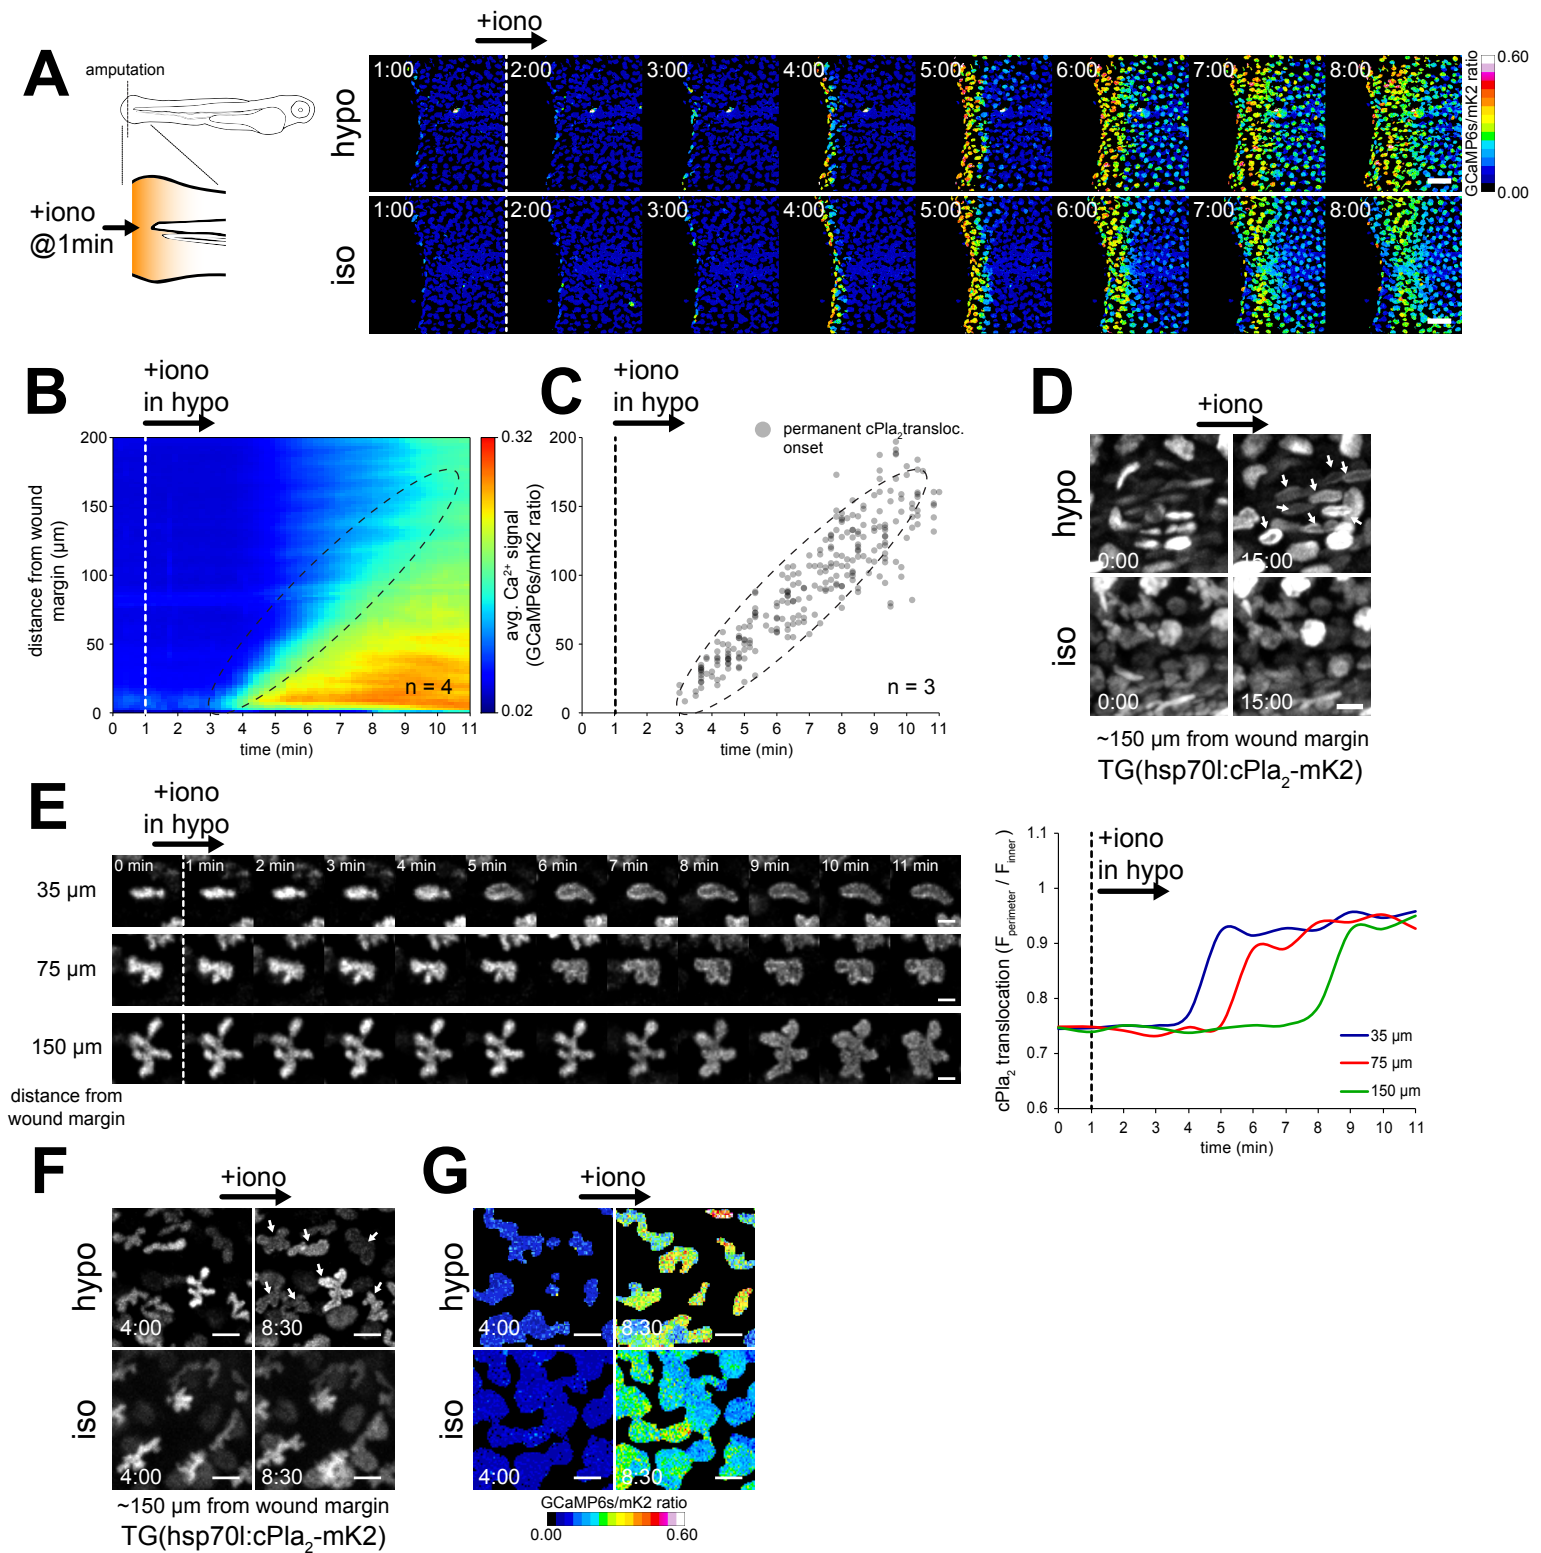 A
amputation
+iono
@1min
+iono
hypo
1:00 2:00 3:00 4:00 5:00 6:00 7:00 8:00
iso
1:00 2:00 3:00 4:00 5:00 6:00 7:00 8:00
0.60
GCaMP6s/mK2 ratio
0.00
B
+iono
in hypo
distance from wound
margin (µm)
200
150
100
50
0
n = 4
0 1 2 3 4 5 6 7 8 9 10 11
time (min)
0.32
avg. Ca²⁺ signal
(GCaMP6s/mK2 ratio)
0.02
C
+iono
in hypo
permanent cPla₂transloc.
onset
200
150
100
50
0
n = 3
0 1 2 3 4 5 6 7 8 9 10 11
time (min)
D
+iono
hypo
0:00 15:00
iso
0:00 15:00
~150 µm from wound margin
TG(hsp70l:cPla₂-mK2)
E
+iono
in hypo
0 min 1 min 2 min 3 min 4 min 5 min 6 min 7 min 8 min 9 min 10 min 11 min
35 µm
75 µm
150 µm
distance from
wound margin
+iono
in hypo
cPla₂ translocation (F perimeter / F inner )
1.1
1
0.9
0.8
0.7
0.6
35 µm
75 µm
150 µm
0 1 2 3 4 5 6 7 8 9 10 11
time (min)
F
+iono
hypo
4:00 8:30
iso
4:00 8:30
~150 µm from wound margin
TG(hsp70l:cPla₂-mK2)
G
+iono
hypo
4:00 8:30
iso
4:00 8:30
GCaMP6s/mK2 ratio
0.00 0.60